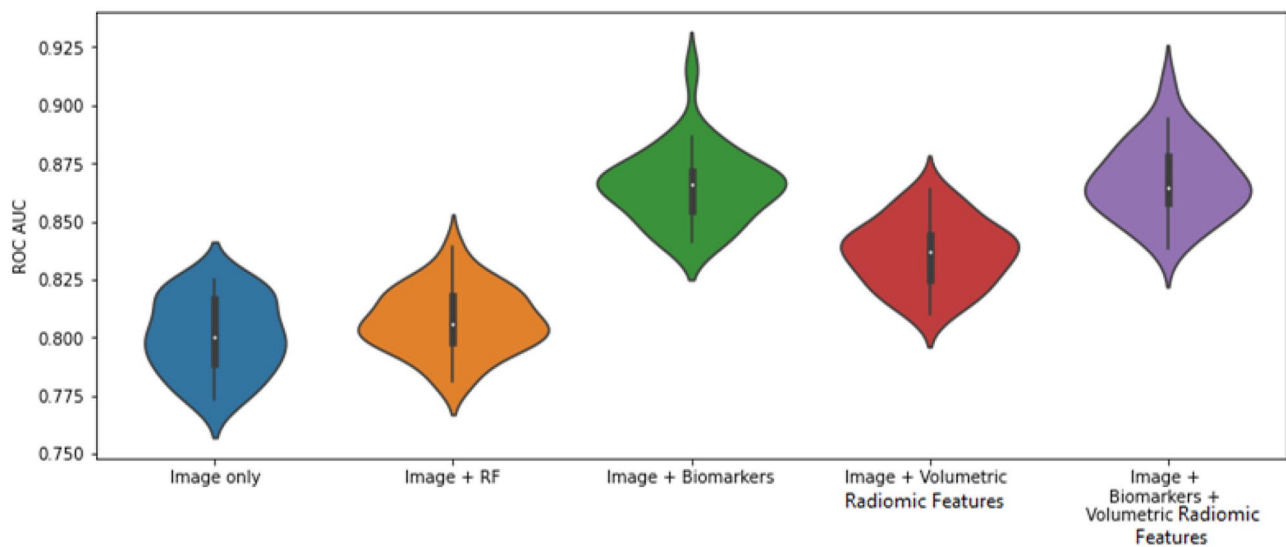 ROC AUC
0.925
0.900
0.875
0.850
0.825
0.800
0.775
0.750
Image only
Image + RF
Image + Biomarkers
Image + Volumetric
Radiomic Features
Image +
Biomarkers +
Volumetric Radiomic
Features